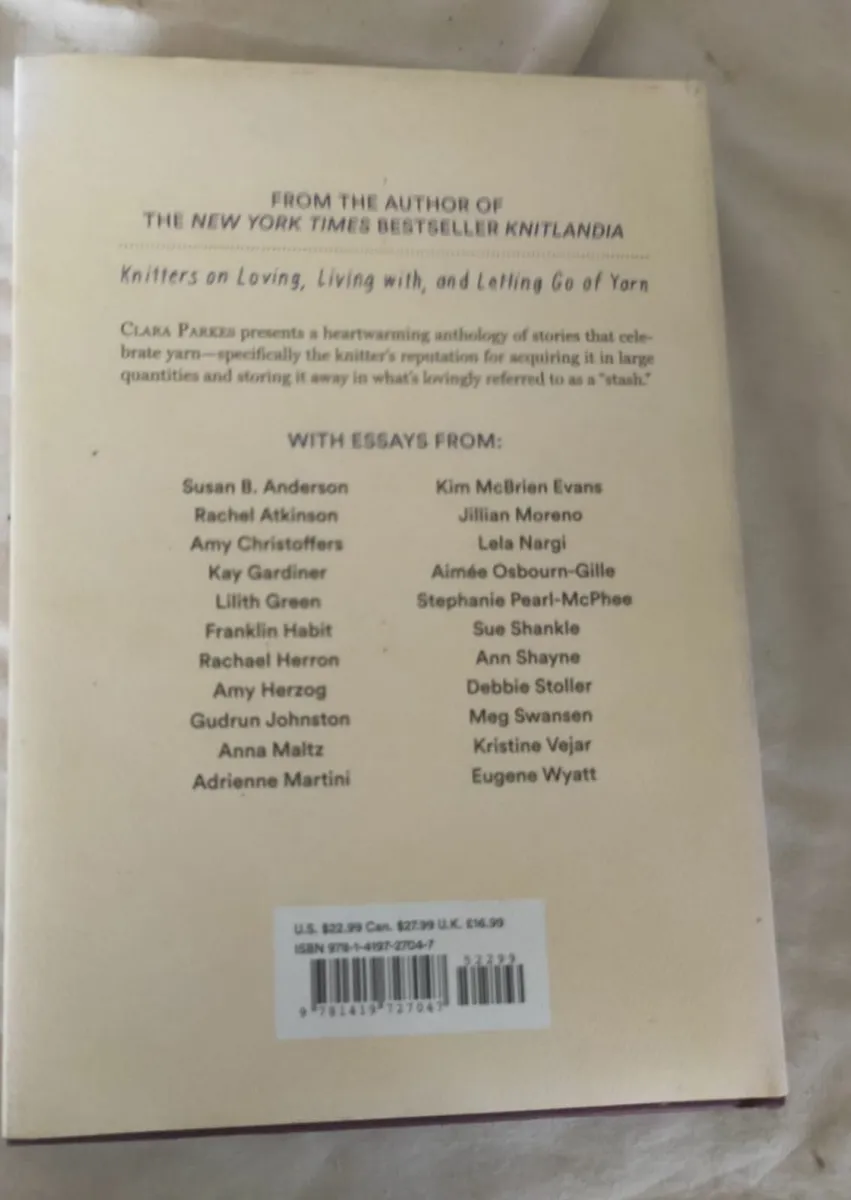 FROM THE AUTHOR OF
THE NEW YORK TIMES BESTSELLER KNITLANDIA
Knitters on Loving, Living with, and Letting Go of Yarn
CLARA PARKES presents a heartwarming anthology of stories that cele-
brate yarn—specifically the knitter's reputation for acquiring it in large
quantities and storing it away in what's lovingly referred to as a "stash."
WITH ESSAYS FROM:
Susan B. Anderson
Rachel Atkinson
Amy Christoffers
Kay Gardiner
Lilith Green
Franklin Habit
Rachael Herron
Amy Herzog
Gudrun Johnston
Anna Maltz
Adrienne Martini
Kim McBrien Evans
Jillian Moreno
Lela Nargi
Aimée Osbourn-Gille
Stephanie Pearl-McPhee
Sue Shankle
Ann Shayne
Debbie Stoller
Meg Swansen
Kristine Vejar
Eugene Wyatt
U.S. $22.99 Can. $27.99 U.K. £16.99
ISBN 978-1-4197-2704-7
52299
9 781419 727047